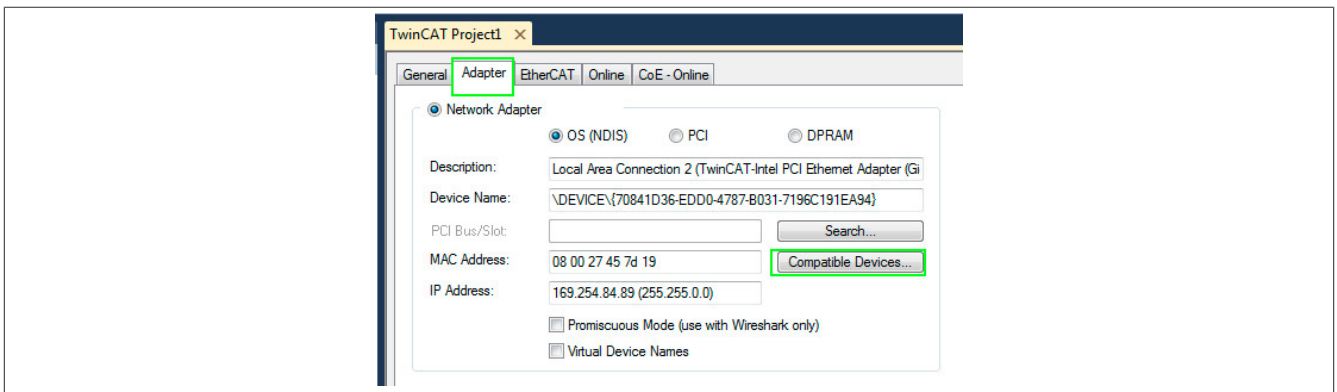 TwinCAT Project1 ×
General Adapter EtherCAT Online CoE - Online
Network Adapter
OS (NDIS) PCI DPRAM
Description: Local Area Connection 2 (TwinCAT-Intel PCI Ethernet Adapter (Gi
Device Name: \DEVICE\{70841D36-EDD0-4787-B031-7196C191EA94}
PCI Bus/Slot: Search...
MAC Address: 08 00 27 45 7d 19 Compatible Devices...
IP Address: 169.254.84.89 (255.255.0.0)
Promiscuous Mode (use with Wireshark only)
Virtual Device Names